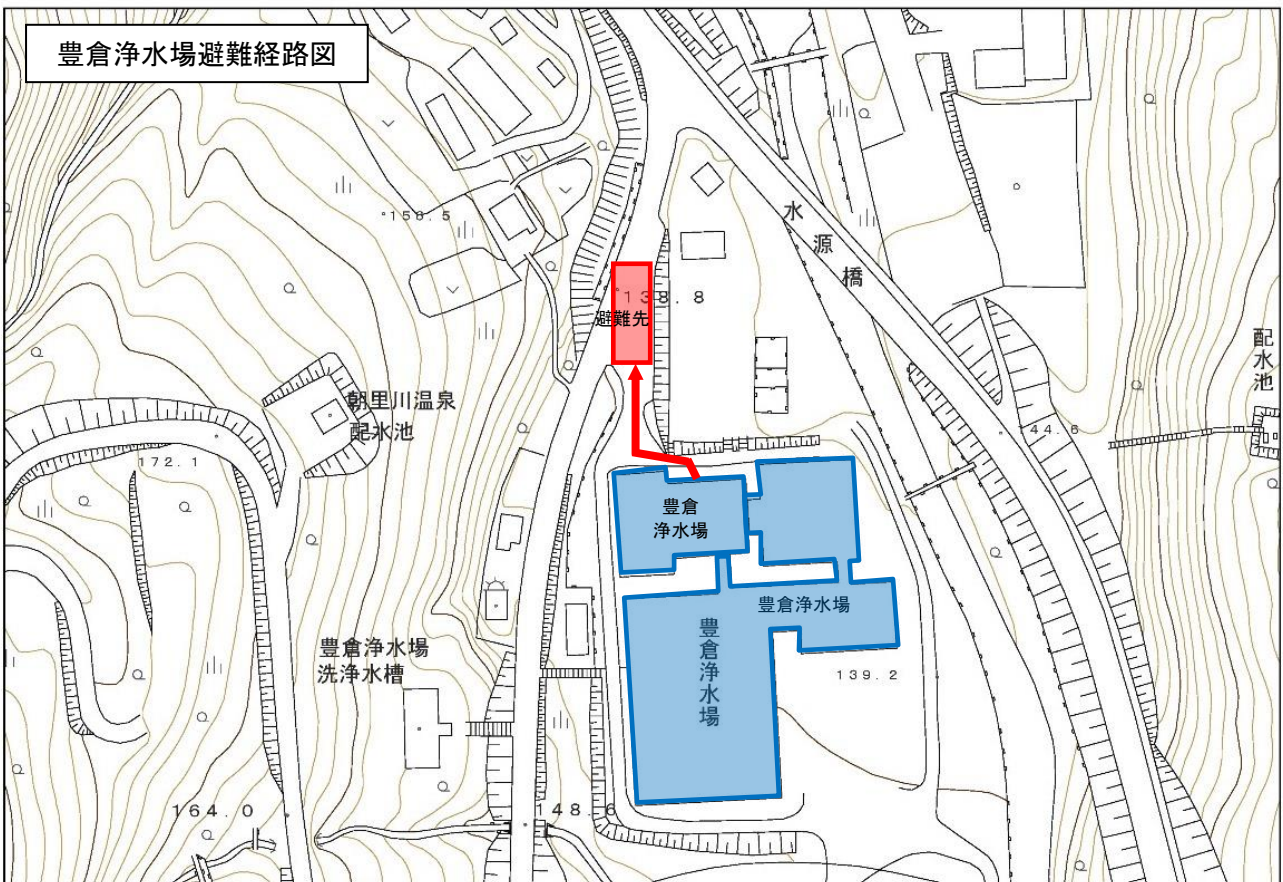 豊倉浄水場避難経路図
150.5
水源橋
138.8
避難先
配水池
朝里川温泉
配水池
144.6
172.1
豊倉
浄水場
豊倉浄水場
豊倉浄水場
豊倉浄水場
洗浄水槽
139.2
164.0
148.6